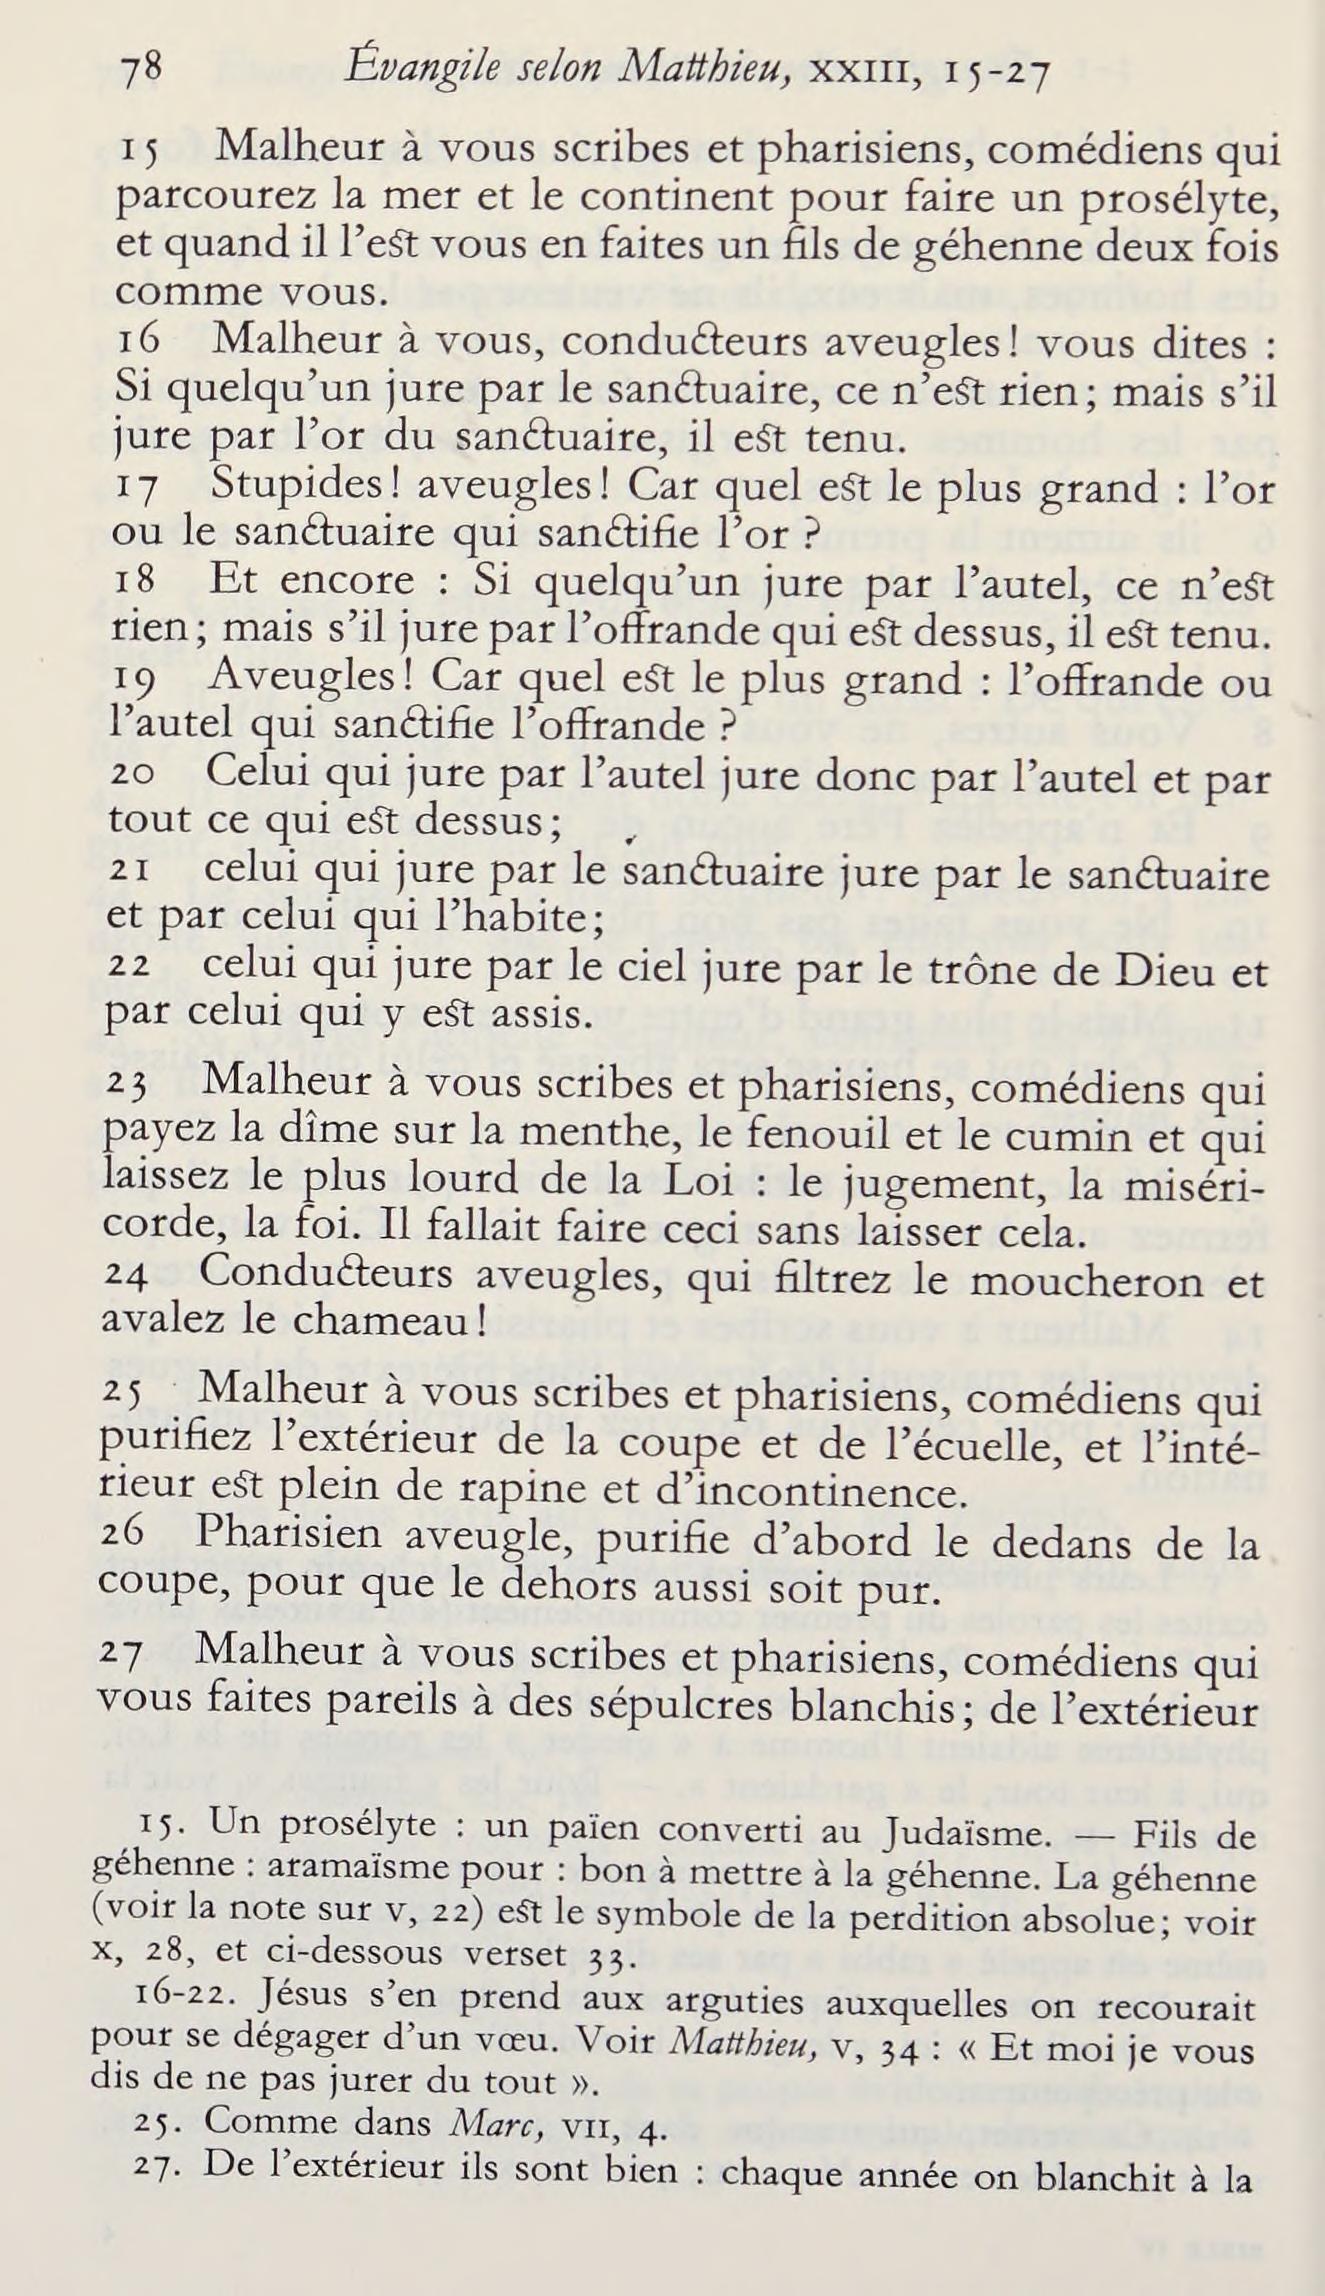 78 Évangile selon Matthieu, XXIII, 15-27
15 Malheur à vous scribes et pharisiens, comédiens qui
parcourez la mer et le continent pour faire un prosélyte,
et quand il l’est vous en faites un fils de géhenne deux fois
comme vous.
16 Malheur à vous, conducteurs aveugles! vous dites :
Si quelqu’un jure par le sanctuaire, ce n’est rien; mais s’il
jure par l’or du sanctuaire, il est tenu.
17 Stupides! aveugles! Car quel est le plus grand : l’or
ou le sanctuaire qui sanctifie l’or ?
18 Et encore : Si quelqu’un jure par l’autel, ce n’est
rien; mais s’il jure par l’offrande qui est dessus, il est tenu.
19 Aveugles! Car quel est le plus grand : l’offrande ou
l’autel qui sanctifie l’offrande ?
20 Celui qui jure par l’autel jure donc par l’autel et par
tout ce qui est dessus;
21 celui qui jure par le sanctuaire jure par le sanctuaire
et par celui qui l’habite;
22 celui qui jure par le ciel jure par le trône de Dieu et
par celui qui y est assis.
23 Malheur à vous scribes et pharisiens, comédiens qui
payez la dîme sur la menthe, le fenouil et le cumin et qui
laissez le plus lourd de la Loi : le jugement, la miséri-
corde, la foi. Il fallait faire ceci sans laisser cela.
24 Conducteurs aveugles, qui filtrez le moucheron et
avalez le chameau!
25 Malheur à vous scribes et pharisiens, comédiens qui
purifiez l’extérieur de la coupe et de l’écuelle, et l’inté-
rieur est plein de rapine et d’incontinence.
26 Pharisien aveugle, purifie d’abord le dedans de la
coupe, pour que le dehors aussi soit pur.
27 Malheur à vous scribes et pharisiens, comédiens qui
vous faites pareils à des sépulcres blanchis; de l’extérieur
15. Un prosélyte : un païen converti au Judaïsme. — Fils de
géhenne : aramaïsme pour : bon à mettre à la géhenne. La géhenne
(voir la note sur V, 22) est le symbole de la perdition absolue; voir
X, 28, et ci-dessous verset 33.
16-22. Jésus s’en prend aux arguties auxquelles on recourait
pour se dégager d’un vœu. Voir Matthieu, V, 34 : « Et moi je vous
dis de ne pas jurer du tout ».
25. Comme dans Marc, VII, 4.
27. De l’extérieur ils sont bien : chaque année on blanchit à la